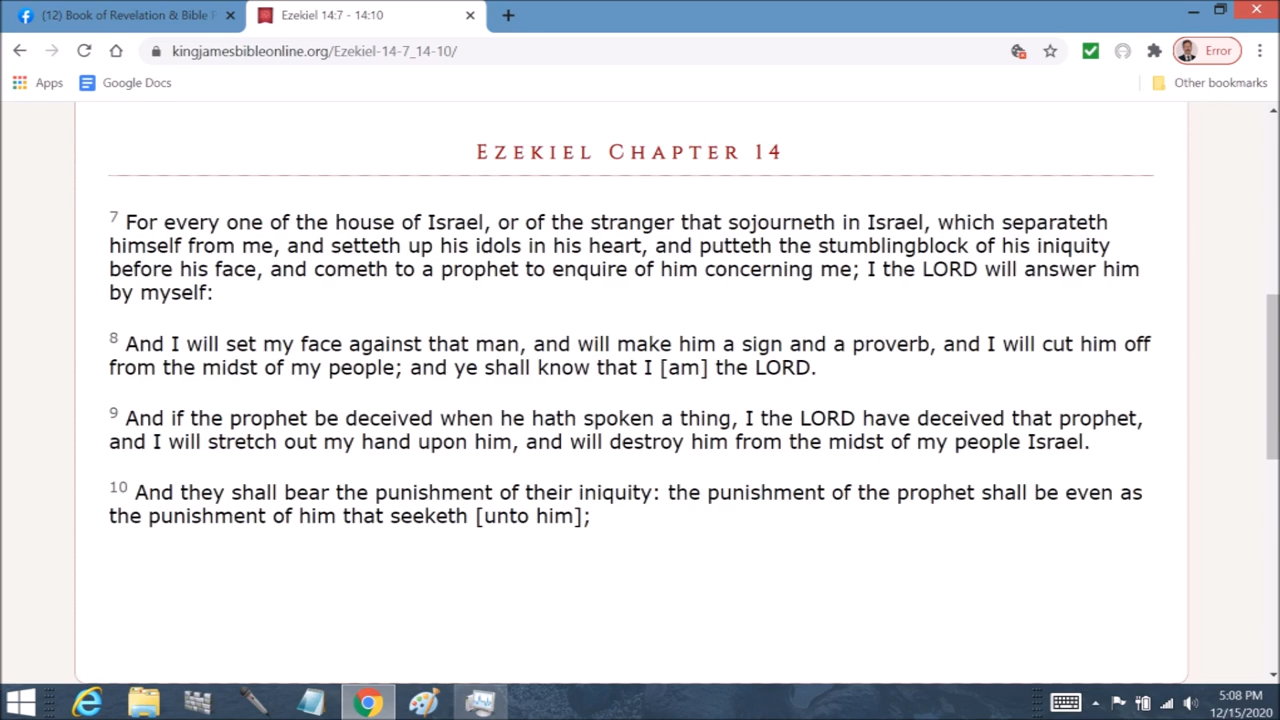 (12) Book of Revelation & Bible
Ezekiel 14:7 - 14:10
kingjamesbibleonline.org/Ezekiel-14-7_14-10/
Error
Apps
Google Docs
Other bookmarks
EZEKIEL CHAPTER 14
7 For every one of the house of Israel, or of the stranger that sojourneth in Israel, which separateth
himself from me, and setteth up his idols in his heart, and putteth the stumblingblock of his iniquity
before his face, and cometh to a prophet to enquire of him concerning me; I the LORD will answer him
by myself:
8 And I will set my face against that man, and will make him a sign and a proverb, and I will cut him off
from the midst of my people; and ye shall know that I [am] the LORD.
9 And if the prophet be deceived when he hath spoken a thing, I the LORD have deceived that prophet,
and I will stretch out my hand upon him, and will destroy him from the midst of my people Israel.
10 And they shall bear the punishment of their iniquity: the punishment of the prophet shall be even as
the punishment of him that seeketh [unto him];
5:08 PM
12/15/2020